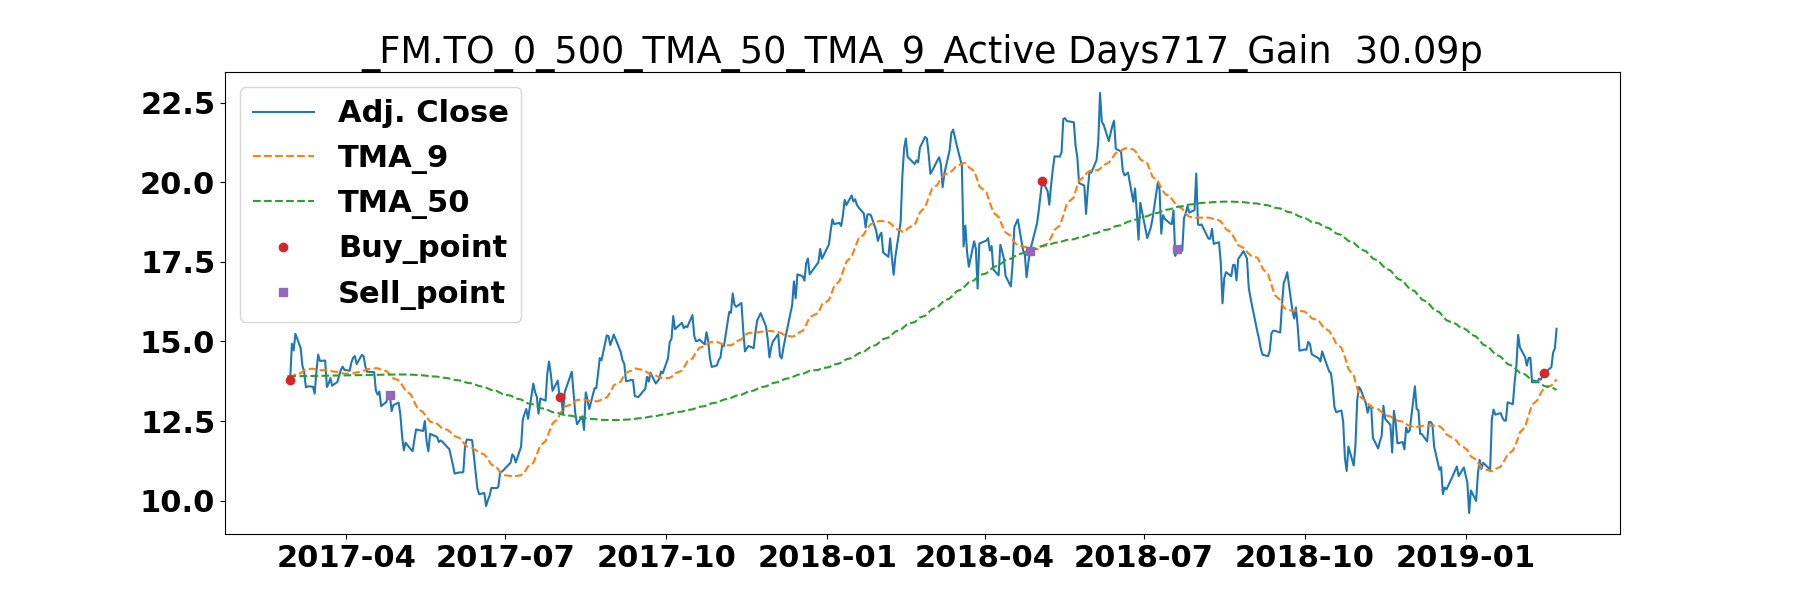 _FM.TO_0_500_TMA_50_TMA_9_Active Days717_Gain  30.09p
22.5
20.0
17.5
15.0
12.5
10.0
Adj. Close
TMA_9
TMA_50
Buy_point
Sell_point
2017-04 2017-07 2017-10 2018-01 2018-04 2018-07 2018-10 2019-01